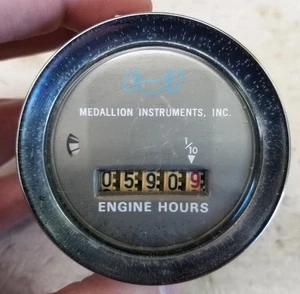 MEDALLION INSTRUMENTS, INC.
1/10
05909
ENGINE HOURS